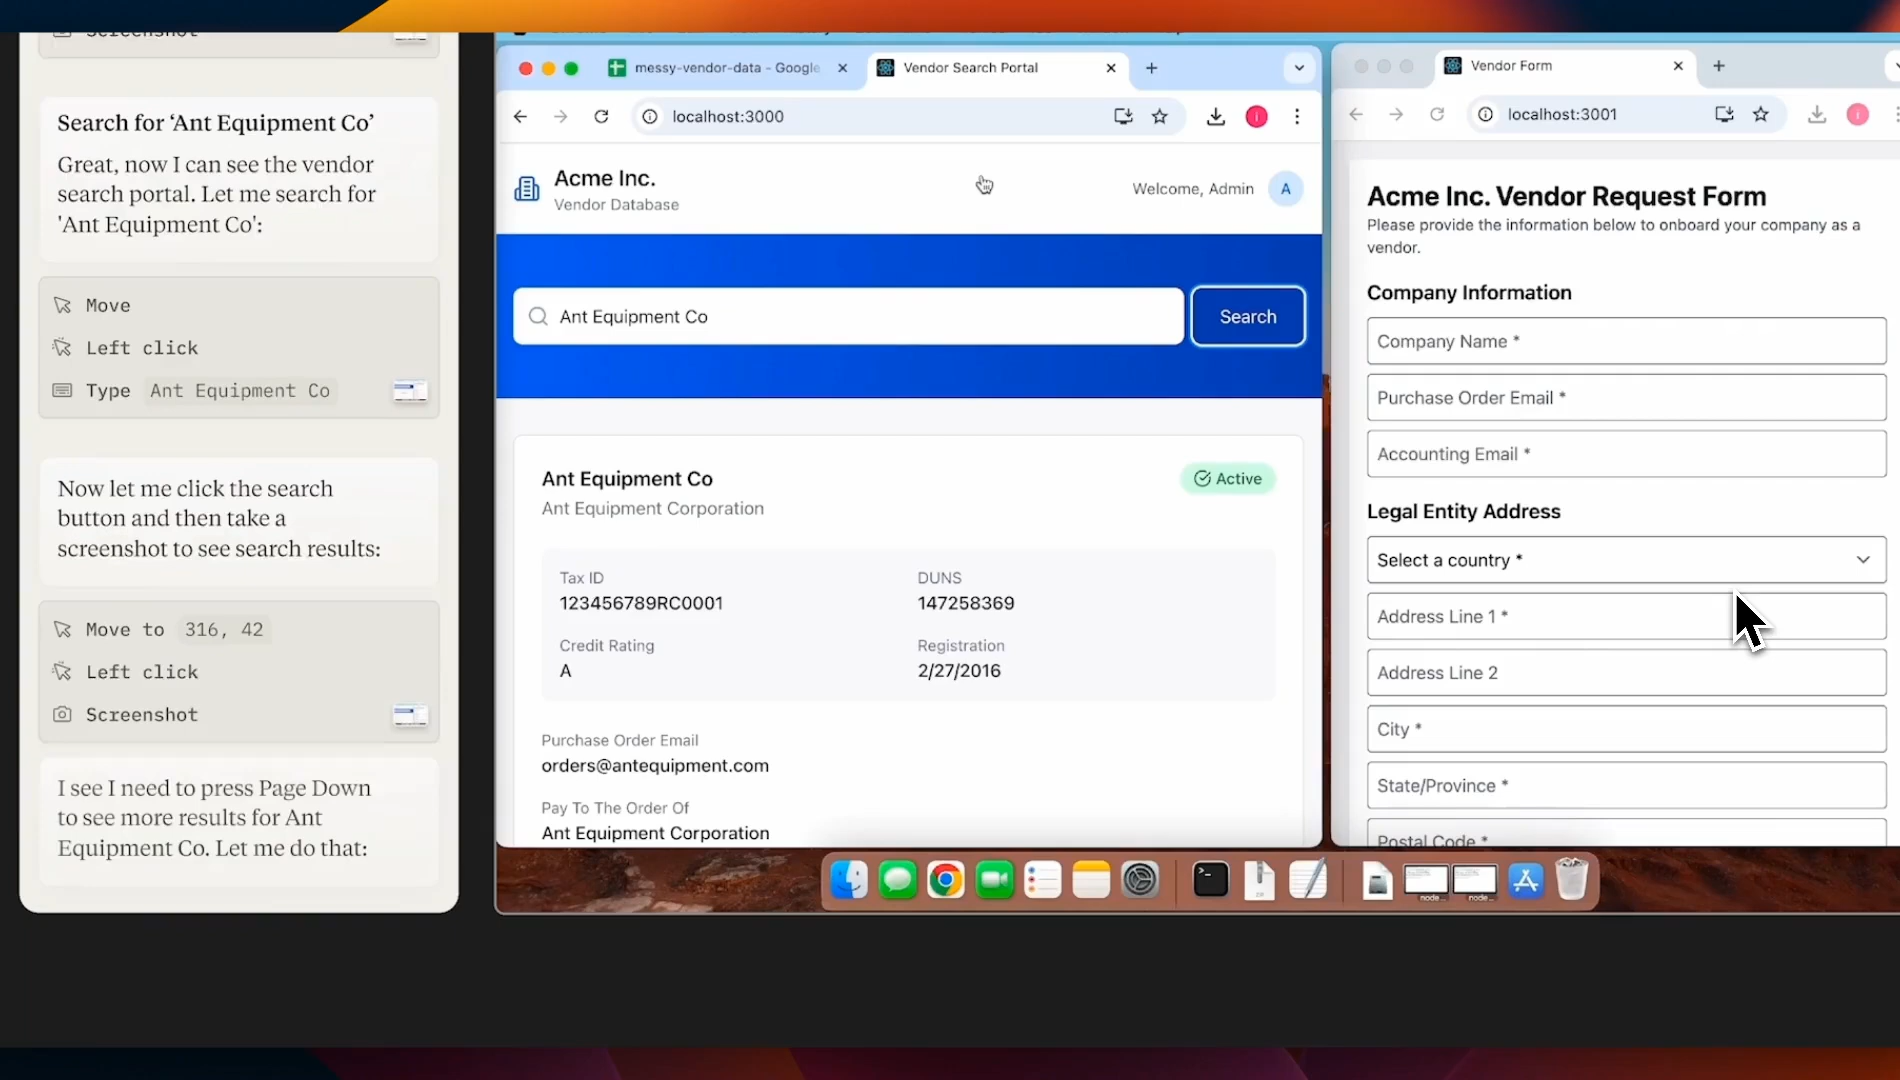 Screenshot
Search for ‘Ant Equipment Co’
Great, now I can see the vendor
search portal. Let me search for
'Ant Equipment Co':
Move
Left click
Type Ant Equipment Co
Now let me click the search
button and then take a
screenshot to see search results:
Move to 316, 42
Left click
Screenshot
I see I need to press Page Down
to see more results for Ant
Equipment Co. Let me do that:
messy-vendor-data - Google
Vendor Search Portal
localhost:3000
Acme Inc.
Vendor Database
Welcome, Admin
A
Ant Equipment Co
Search
Ant Equipment Co
Active
Ant Equipment Corporation
Tax ID
DUNS
123456789RC0001
147258369
Credit Rating
Registration
A
2/27/2016
Purchase Order Email
orders@antequipment.com
Pay To The Order Of
Ant Equipment Corporation
Vendor Form
localhost:3001
Acme Inc. Vendor Request Form
Please provide the information below to onboard your company as a
vendor.
Company Information
Company Name *
Purchase Order Email *
Accounting Email *
Legal Entity Address
Select a country *
Address Line 1 *
Address Line 2
City *
State/Province *
Postal Code *
node...
node...